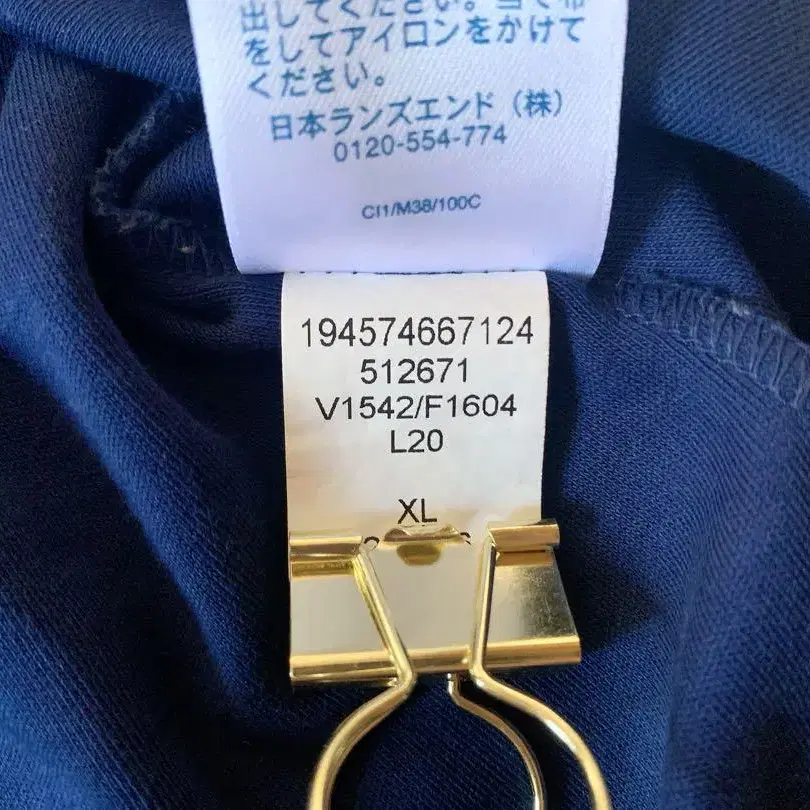 出してください。当て布
をしてアイロンをかけて
ください。
日本ランズエンド（株）
0120-554-774
CI1/M38/100C
194574667124
512671
V1542/F1604
L20
XL